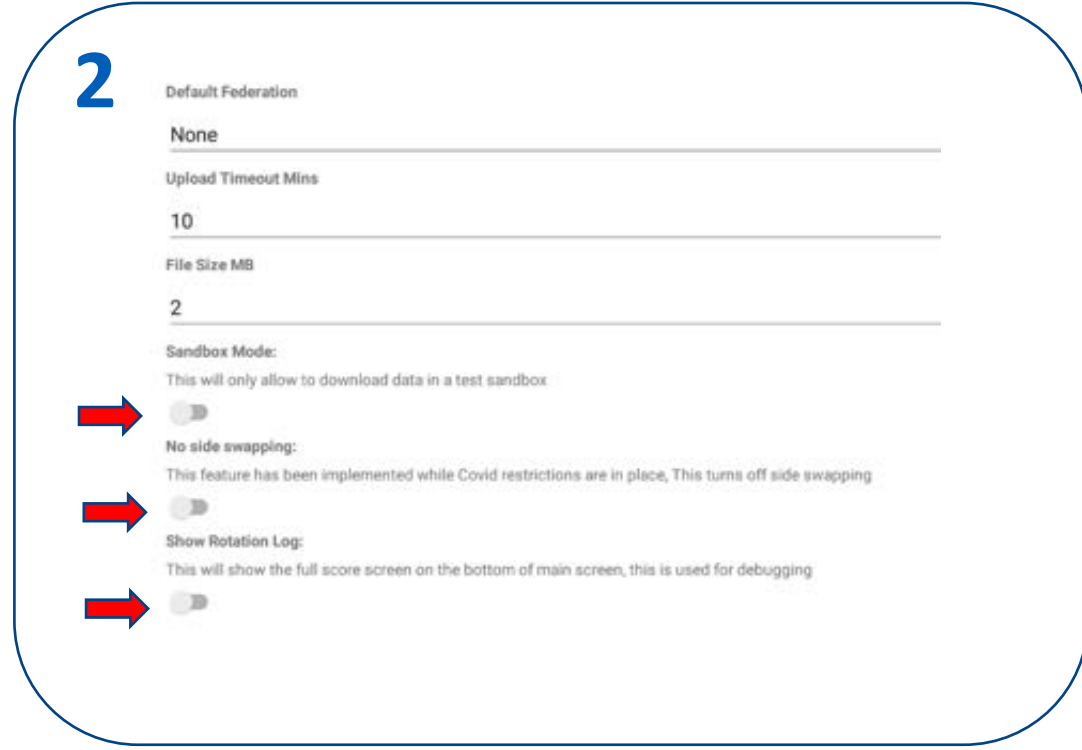 2
Default Federation
None
Upload Timeout Mins
10
File Size MB
2
Sandbox Mode:
This will only allow to download data in a test sandbox
No side swapping:
This feature has been implemented while Covid restrictions are in place, This turns off side swapping
Show Rotation Log:
This will show the full score screen on the bottom of main screen, this is used for debugging